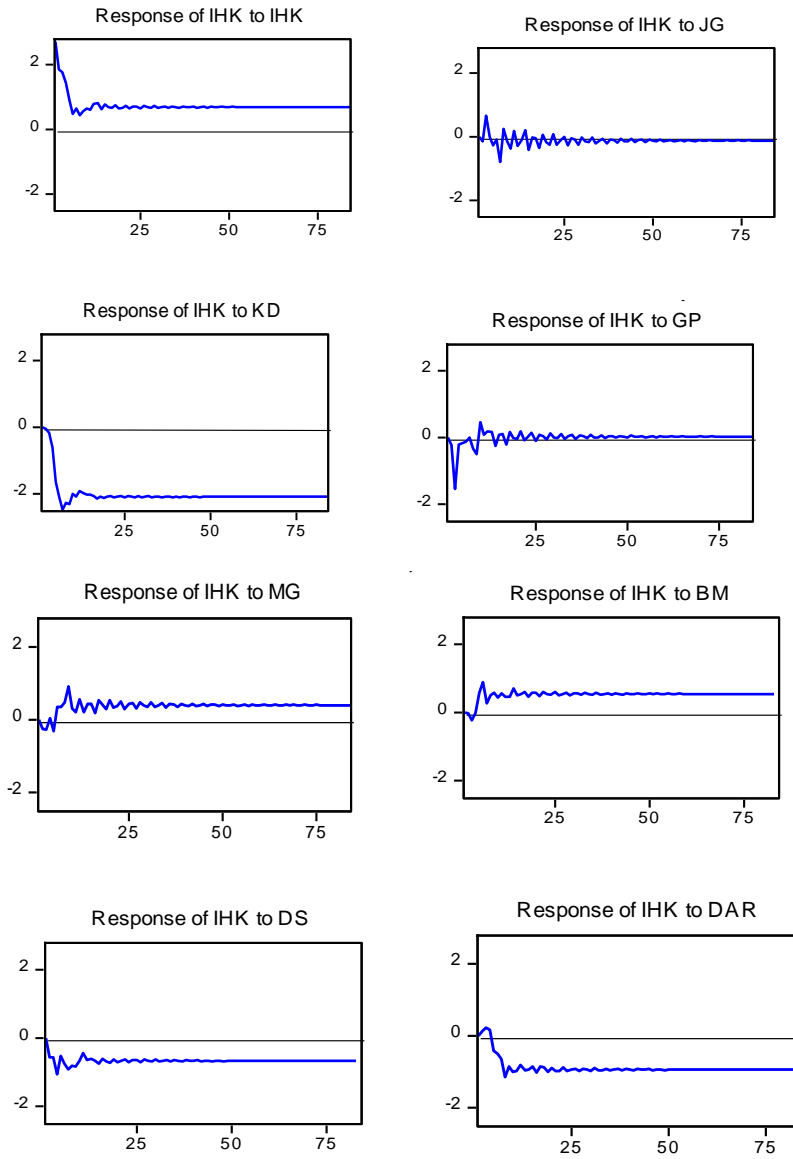 Response of IHK to IHK
2
0
-2
25 50 75
Response of IHK to JG
2
0
-2
25 50 75
Response of IHK to KD
2
0
-2
25 50 75
Response of IHK to GP
2
0
-2
25 50 75
Response of IHK to MG
2
0
-2
25 50 75
Response of IHK to BM
2
0
-2
25 50 75
Response of IHK to DS
2
0
-2
25 50 75
Response of IHK to DAR
2
0
-2
25 50 75